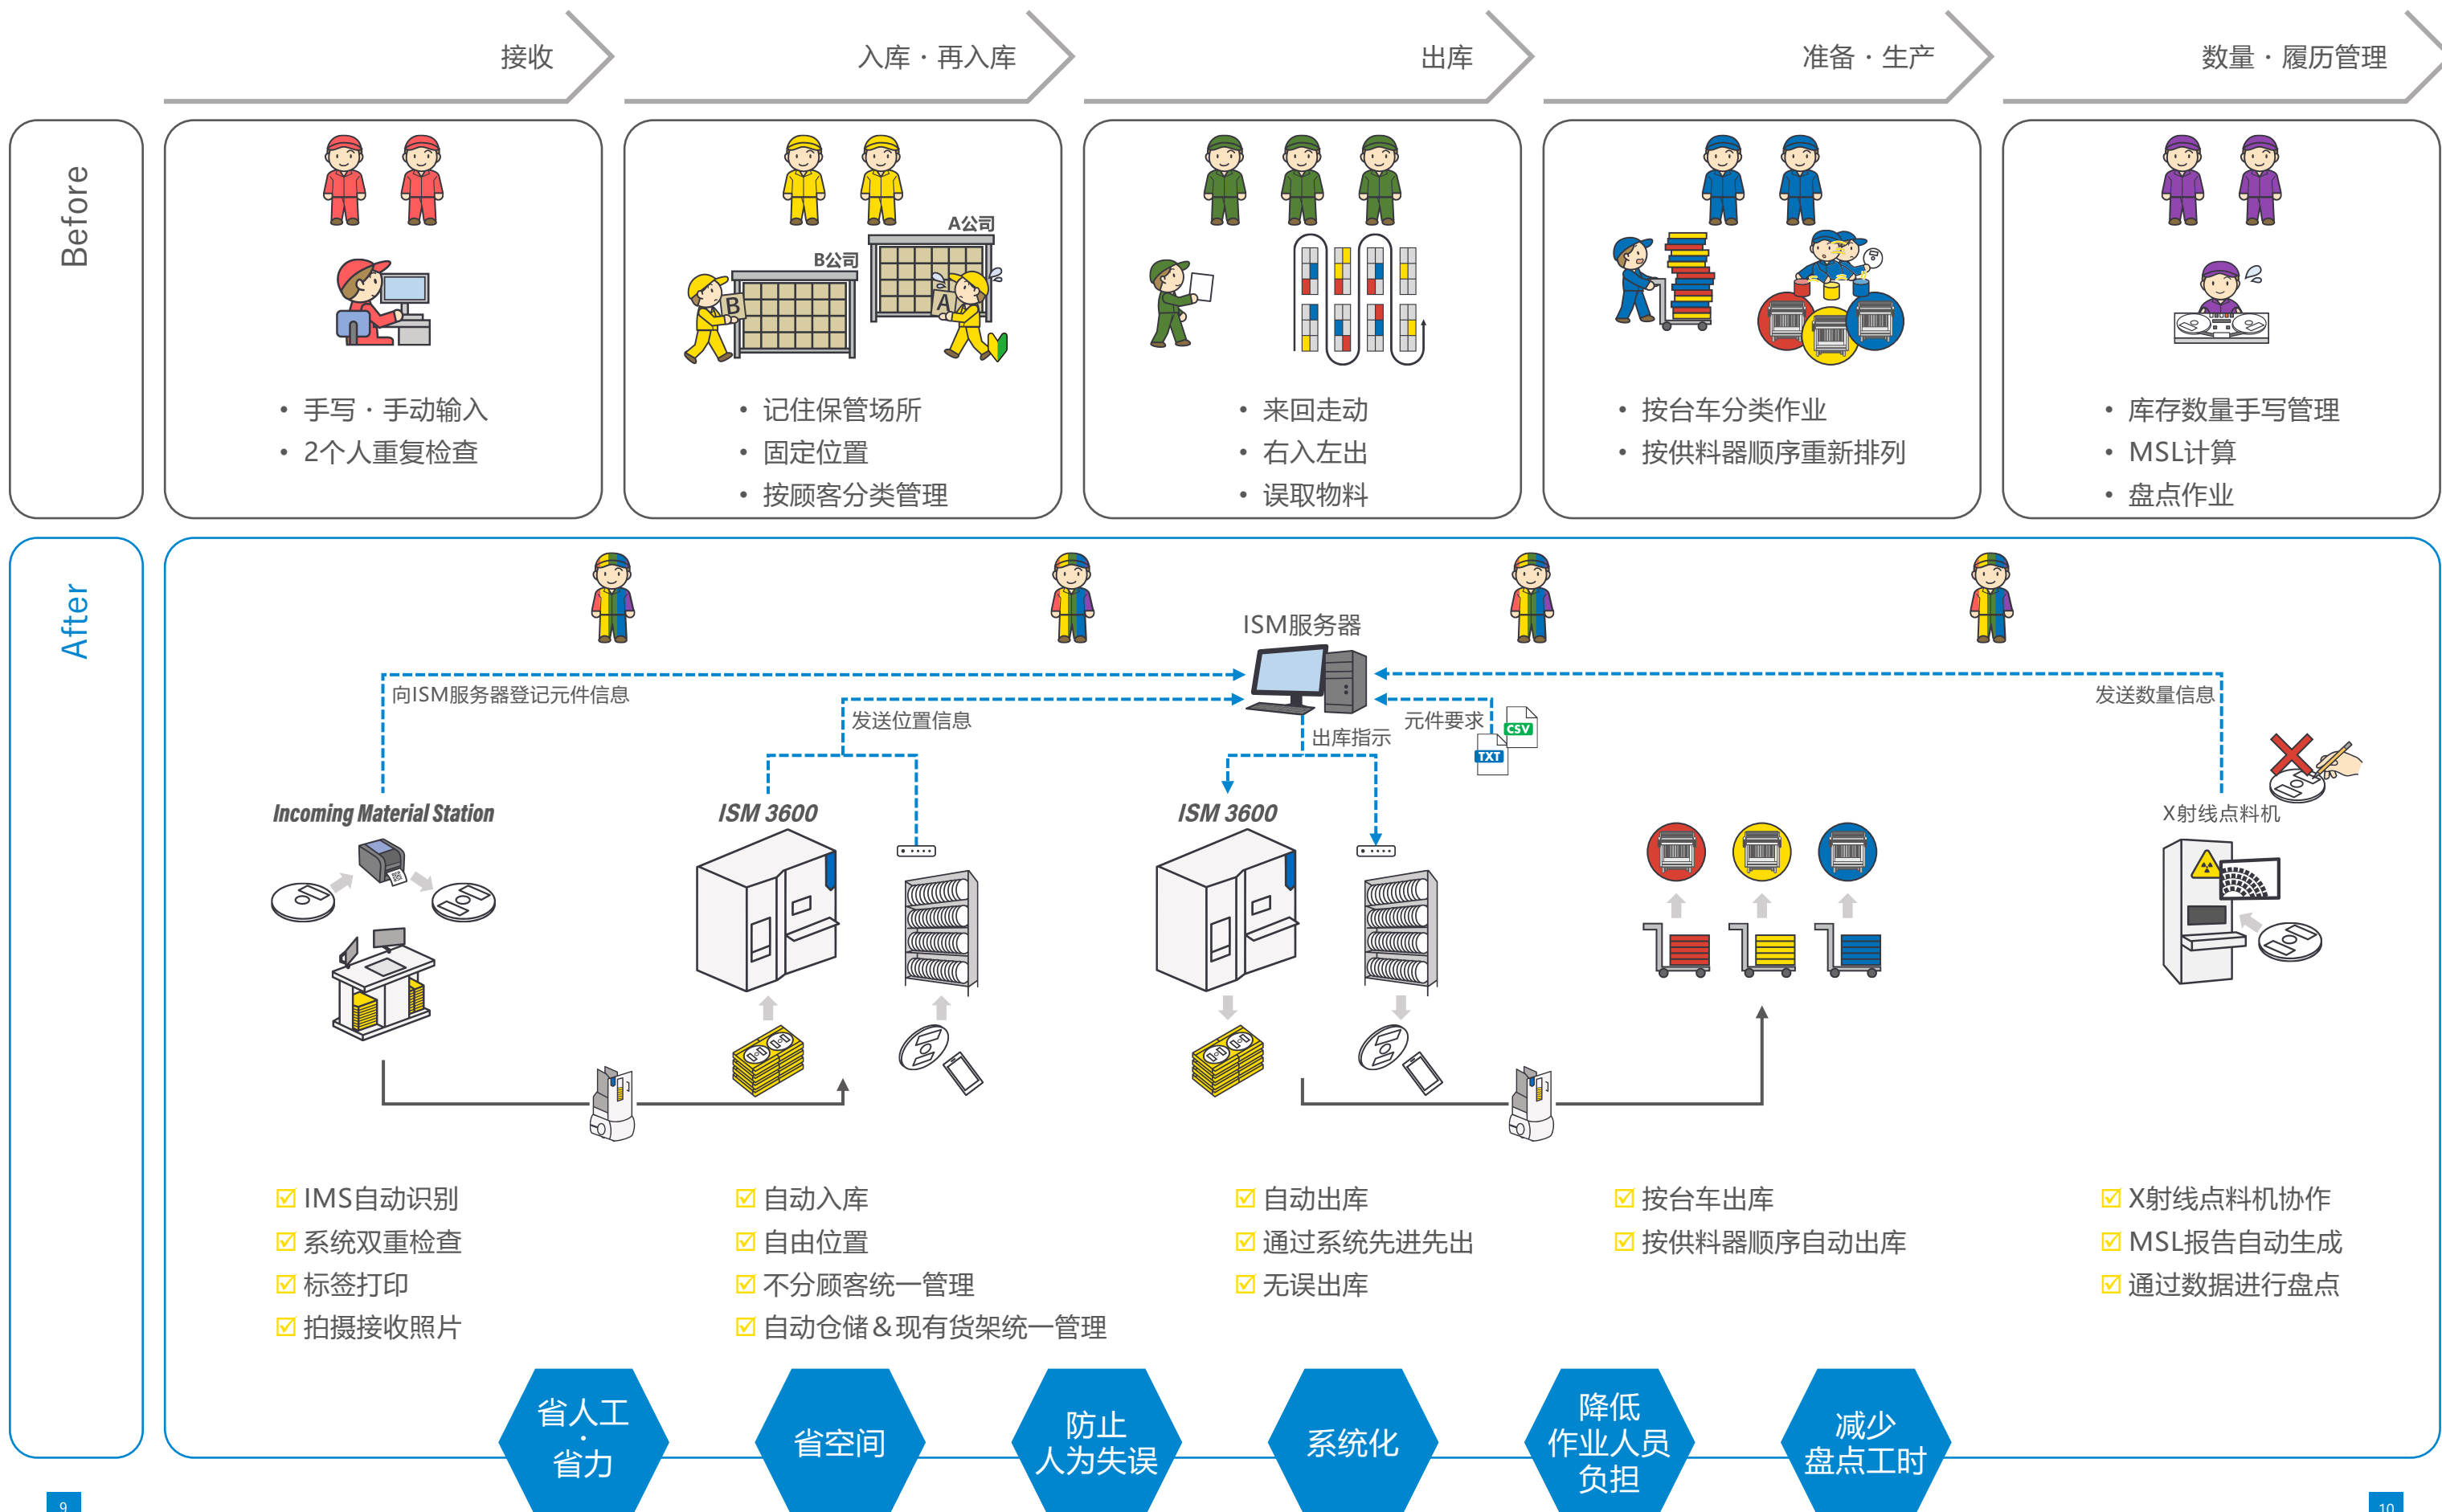 接收
入库・再入库
出库
准备・生产
数量・履历管理
Before
A公司
B公司
B
A
• 手写・手动输入
• 2个人重复检查
• 记住保管场所
• 固定位置
• 按顾客分类管理
• 来回走动
• 右入左出
• 误取物料
• 按台车分类作业
• 按供料器顺序重新排列
• 库存数量手写管理
• MSL计算
• 盘点作业
After
ISM服务器
向ISM服务器登记元件信息
发送位置信息
出库指示
元件要求
CSV
TXT
发送数量信息
Incoming Material Station
ISM 3600
ISM 3600
X射线点料机
☑ IMS自动识别
☑ 系统双重检查
☑ 标签打印
☑ 拍摄接收照片
☑ 自动入库
☑ 自由位置
☑ 不分顾客统一管理
☑ 自动仓储&现有货架统一管理
☑ 自动出库
☑ 通过系统先进先出
☑ 无误出库
☑ 按台车出库
☑ 按供料器顺序自动出库
☑ X射线点料机协作
☑ MSL报告自动生成
☑ 通过数据进行盘点
省人工
・
省力
省空间
防止
人为失误
系统化
降低
作业人员
负担
减少
盘点工时
9
10